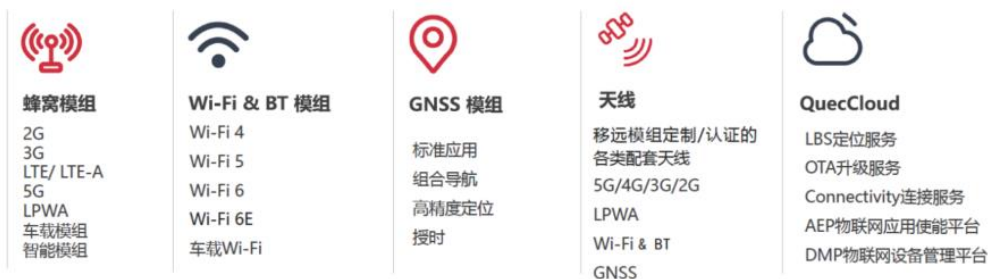 蜂窝模组
2G
3G
LTE/ LTE-A
5G
LPWA
车载模组
智能模组
Wi-Fi & BT 模组
Wi-Fi 4
Wi-Fi 5
Wi-Fi 6
Wi-Fi 6E
车载Wi-Fi
GNSS 模组
标准应用
组合导航
高精度定位
授时
天线
移远模组定制/认证的
各类配套天线
5G/4G/3G/2G
LPWA
Wi-Fi & BT
GNSS
QuecCloud
LBS定位服务
OTA升级服务
Connectivity连接服务
AEP物联网应用使能平台
DMP物联网设备管理平台